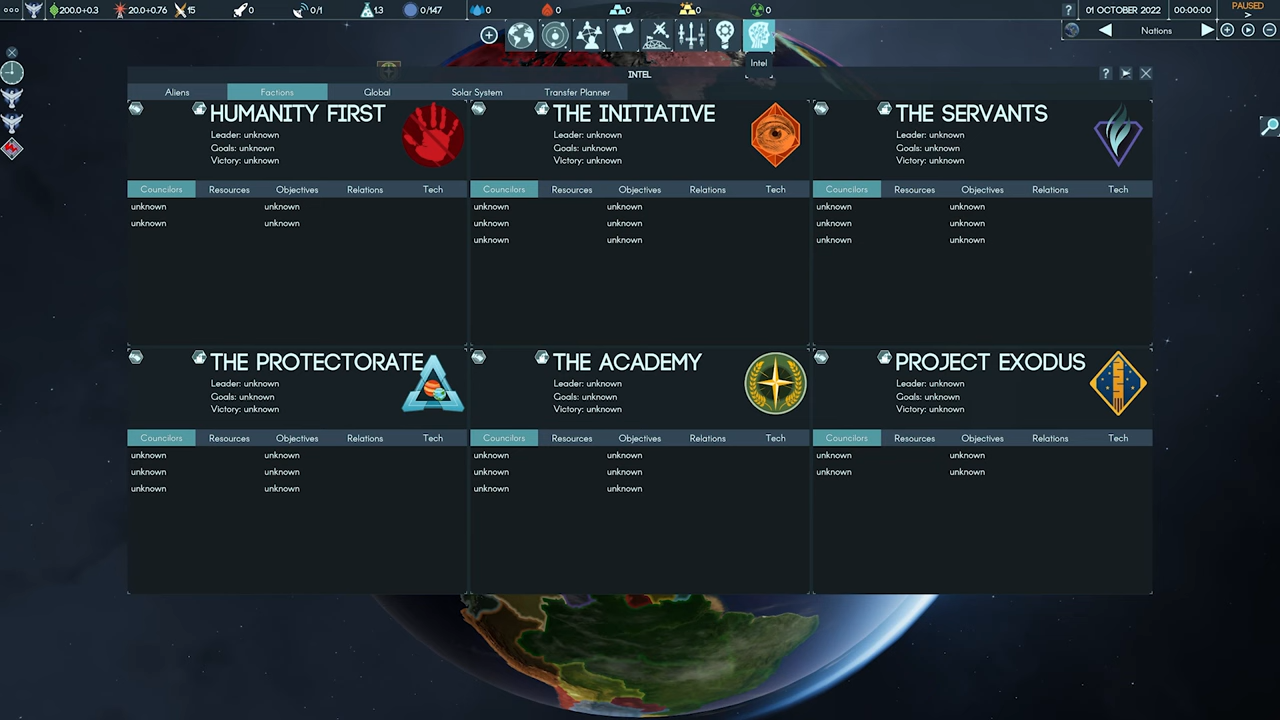 200.0+0.3 20.0+0.76 15 0 0/1 1.3 0/147 0 0 0 0 0 ? 01 OCTOBER 2022 00:00:00 PAUSED
>
Nations
Intel
INTEL ?
Aliens Factions Global Solar System Transfer Planner
HUMANITY FIRST THE INITIATIVE THE SERVANTS
Leader: unknown Leader: unknown Leader: unknown
Goals: unknown Goals: unknown Goals: unknown
Victory: unknown Victory: unknown Victory: unknown
Councilors Resources Objectives Relations Tech Councilors Resources Objectives Relations Tech Councilors Resources Objectives Relations Tech
unknown unknown unknown unknown unknown unknown
unknown unknown unknown unknown unknown unknown
unknown unknown unknown unknown
THE PROTECTORATE THE ACADEMY PROJECT EXODUS
Leader: unknown Leader: unknown Leader: unknown
Goals: unknown Goals: unknown Goals: unknown
Victory: unknown Victory: unknown Victory: unknown
Councilors Resources Objectives Relations Tech Councilors Resources Objectives Relations Tech Councilors Resources Objectives Relations Tech
unknown unknown unknown unknown unknown unknown
unknown unknown unknown unknown unknown unknown
unknown unknown unknown unknown